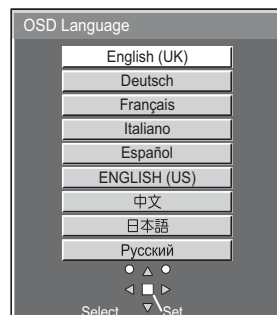 OSD Language
English (UK)
Deutsch
Français
Italiano
Español
ENGLISH (US)
中文
日本語
Русский
Select Set